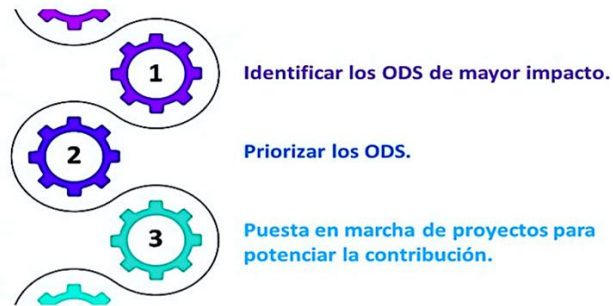 1
Identificar los ODS de mayor impacto.
2
Priorizar los ODS.
3
Puesta en marcha de proyectos para
potenciar la contribución.